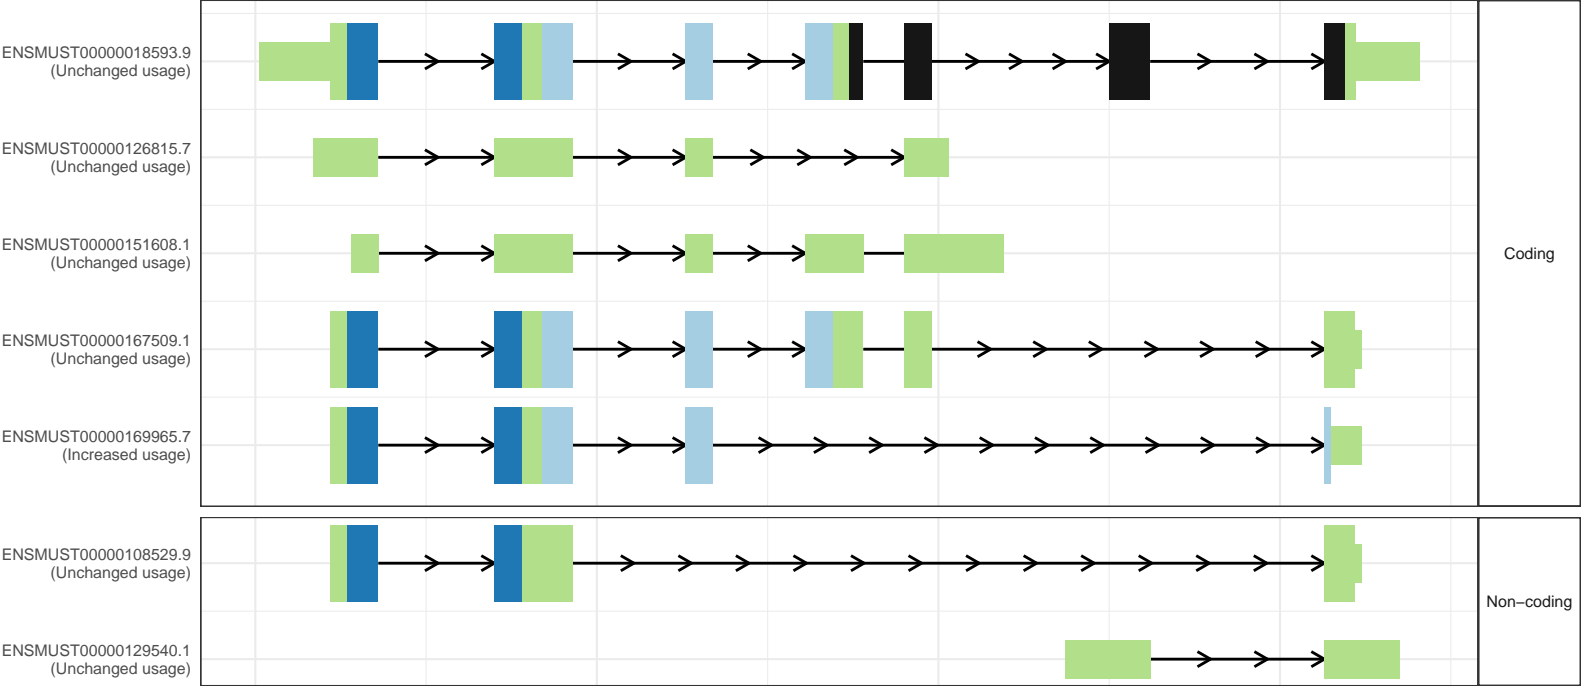 ENSMUST00000018593.9
(Unchanged usage)
ENSMUST00000126815.7
(Unchanged usage)
ENSMUST00000151608.1
(Unchanged usage)
ENSMUST00000167509.1
(Unchanged usage)
ENSMUST00000169965.7
(Increased usage)
Coding
ENSMUST00000108529.9
(Unchanged usage)
ENSMUST00000129540.1
(Unchanged usage)
Non−coding